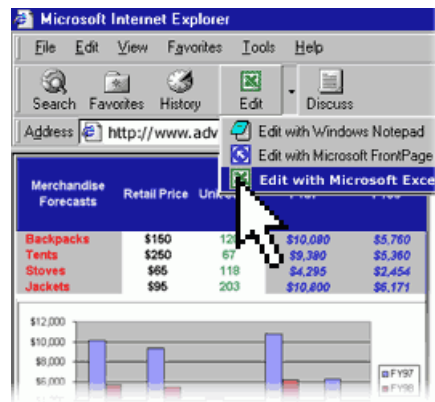 Microsoft Internet Explorer
File Edit View Favorites Tools Help
Search Favorites History Edit Discuss
Address http://www.adv
Edit with Windows Notepad
Edit with Microsoft FrontPage
Edit with Microsoft Exce
Merchandise Forecasts Retail Price
Backpacks $150 $10,080 $5,760
Tents $250 67 $9,380 $5,360
Stoves $65 118 $4,295 $2,454
Jackets $95 203 $10,800 $6,171
$12,000
$10,000
$8,000
$6,000
FY97
FY98